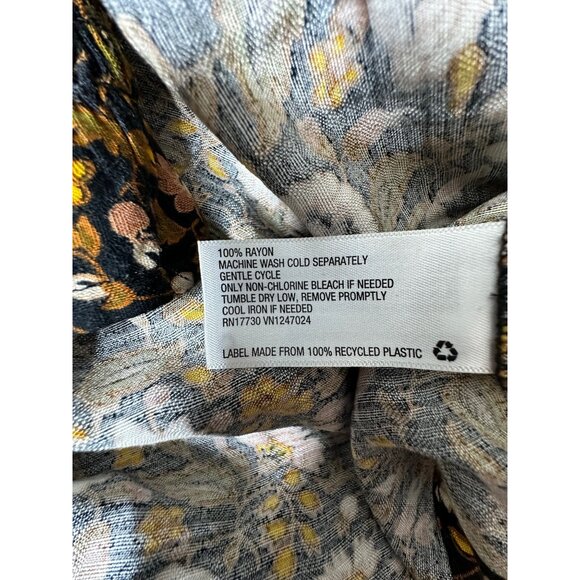 100% RAYON
MACHINE WASH COLD SEPARATELY
GENTLE CYCLE
ONLY NON-CHLORINE BLEACH IF NEEDED
TUMBLE DRY LOW, REMOVE PROMPTLY
COOL IRON IF NEEDED
RN17730 VN1247024
LABEL MADE FROM 100% RECYCLED PLASTIC